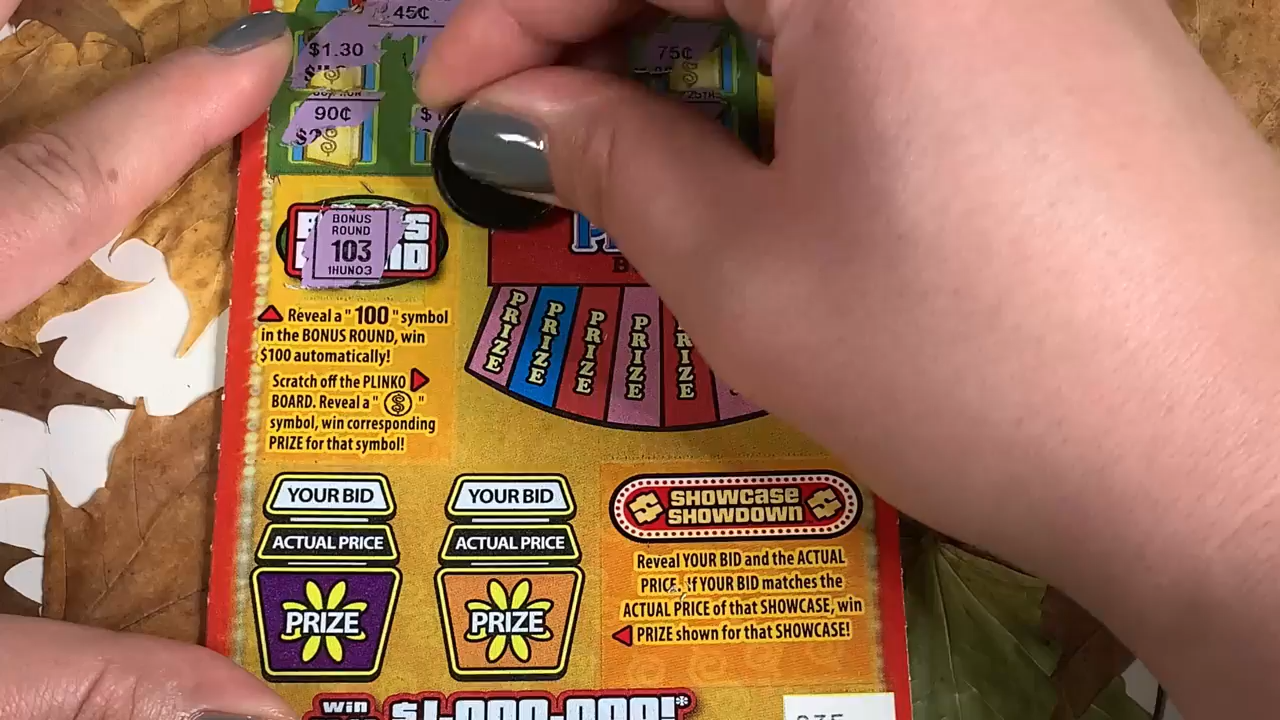 45¢
$1.30
75¢
90¢
BONUS
ROUND
103
1HUNO3
Reveal a "100" symbol
in the BONUS ROUND, win
$100 automatically!
Scratch off the PLINKO
BOARD. Reveal a "$"
symbol, win corresponding
PRIZE for that symbol!
PRIZE
PRIZE
PRIZE
PRIZE
PRIZE
YOUR BID
ACTUAL PRICE
PRIZE
YOUR BID
ACTUAL PRICE
PRIZE
SHOWCASE
SHOWDOWN
Reveal YOUR BID and the ACTUAL
PRICE. If YOUR BID matches the
ACTUAL PRICE of that SHOWCASE, win
PRIZE shown for that SHOWCASE!
WIN
$1,000,000!*